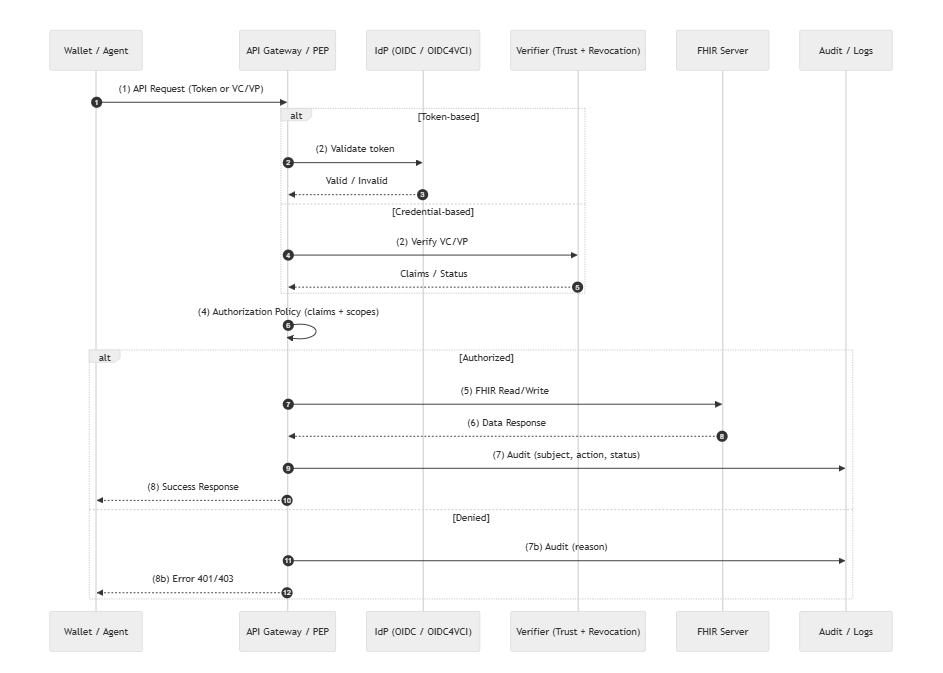 Wallet / Agent
API Gateway / PEP
IdP (OIDC / OIDC4VCI)
Verifier (Trust + Revocation)
FHIR Server
Audit / Logs
(1) API Request (Token or VC/VP)
1
alt
[Token-based]
(2) Validate token
2
Valid / Invalid
3
[Credential-based]
(2) Verify VC/VP
4
Claims / Status
5
(4) Authorization Policy (claims + scopes)
6
alt
[Authorized]
(5) FHIR Read/Write
7
(6) Data Response
8
(7) Audit (subject, action, status)
9
(8) Success Response
10
[Denied]
(7b) Audit (reason)
11
(8b) Error 401/403
12
Wallet / Agent
API Gateway / PEP
IdP (OIDC / OIDC4VCI)
Verifier (Trust + Revocation)
FHIR Server
Audit / Logs